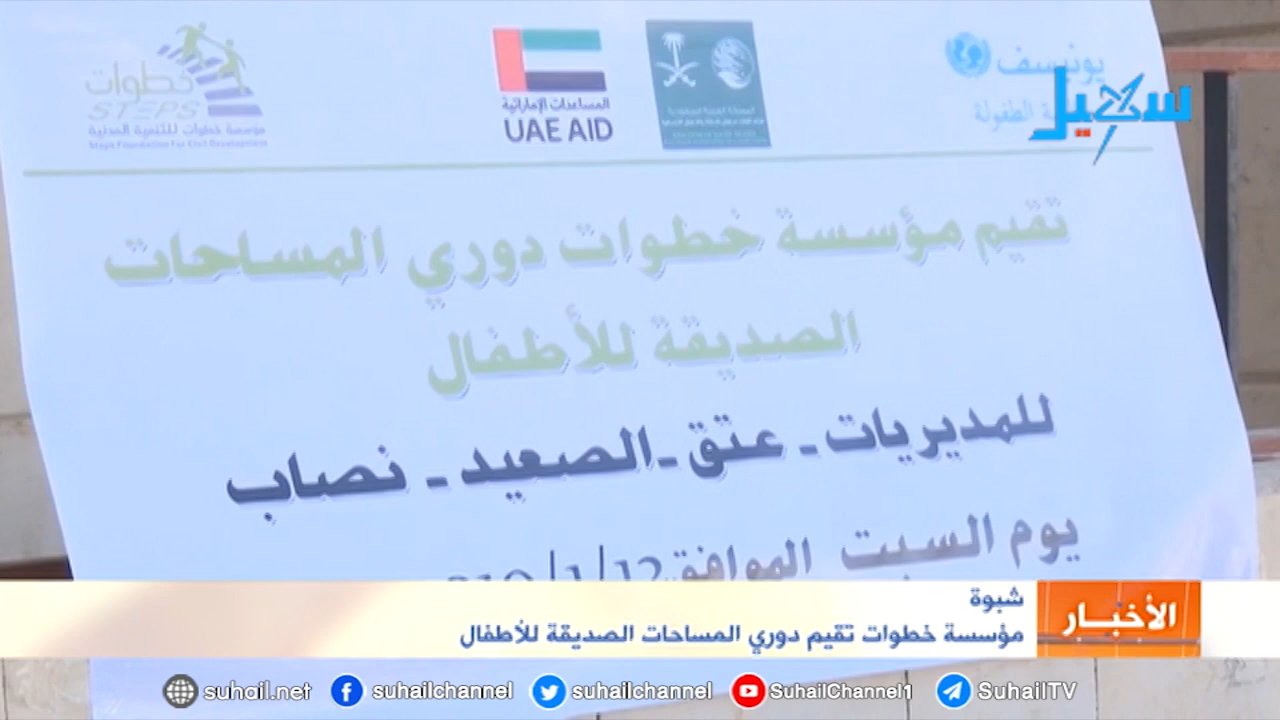 خطوات
STEPS
مؤسسة خطوات للتنمية المدنية
Steps Foundation For Civil Development
المساعدات الإماراتية
UAE AID
يونيسف
الطفولة
سهيل
تقيم مؤسسة خطوات دوري المساحات
الصديقة للأطفال
للمديريات - عتق - الصعيد - نصاب
يوم السبت الموافق
الأخبار
شبوة
مؤسسة خطوات تقيم دوري المساحات الصديقة للأطفال
suhail.net
suhailchannel
suhailchannel
SuhailChannel1
SuhailTV